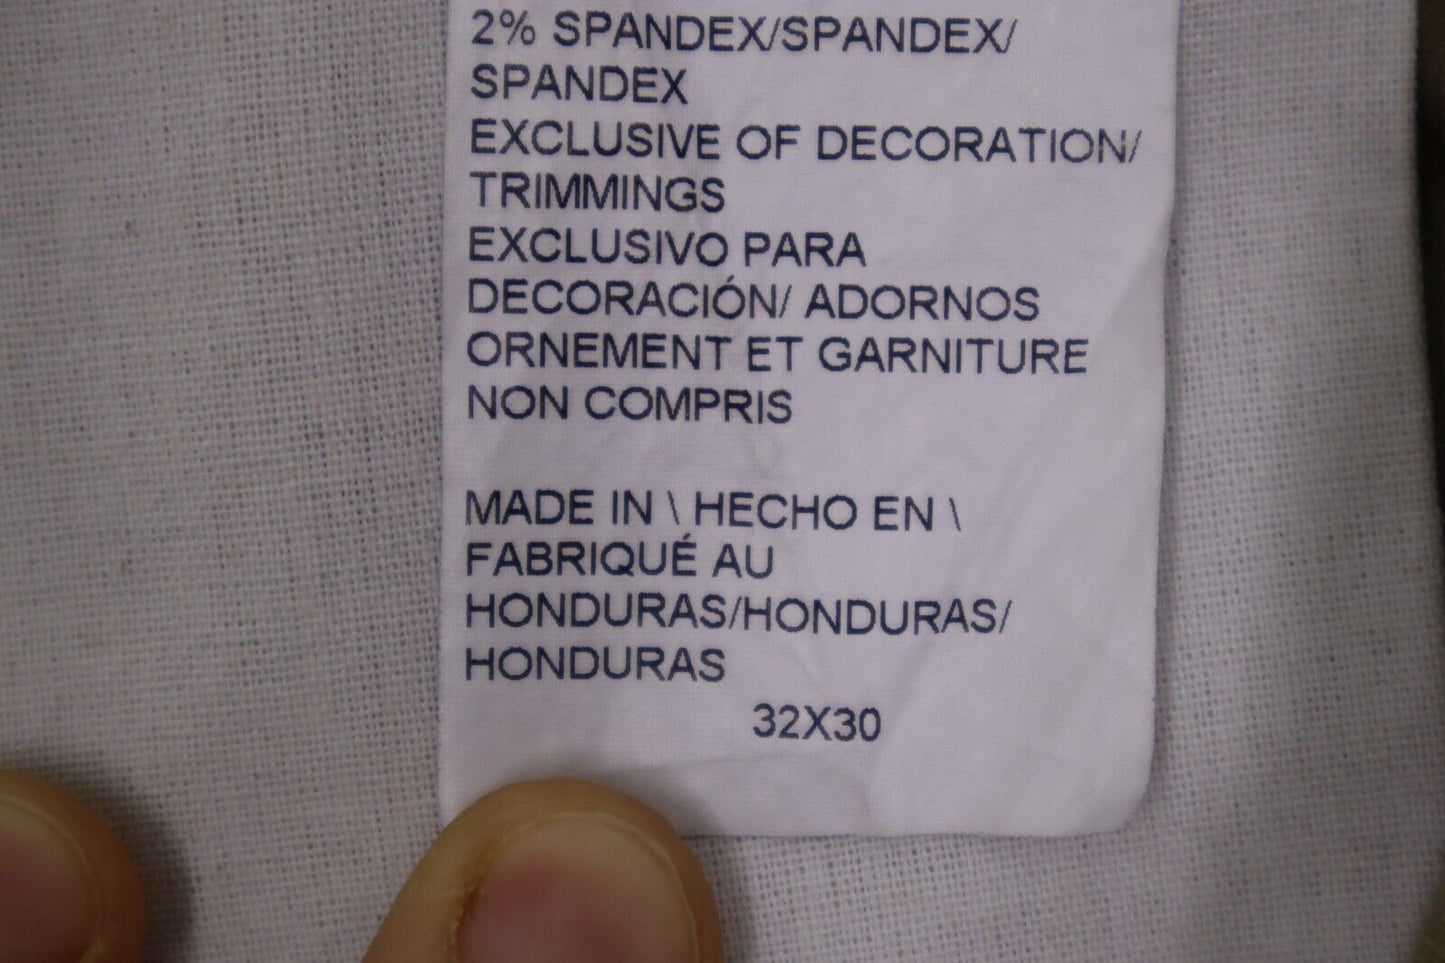 2% SPANDEX/SPANDEX/
SPANDEX
EXCLUSIVE OF DECORATION/
TRIMMINGS
EXCLUSIVO PARA
DECORACIÓN/ ADORNOS
ORNEMENT ET GARNITURE
NON COMPRIS
MADE IN \ HECHO EN \
FABRIQUÉ AU
HONDURAS/HONDURAS/
HONDURAS
32X30